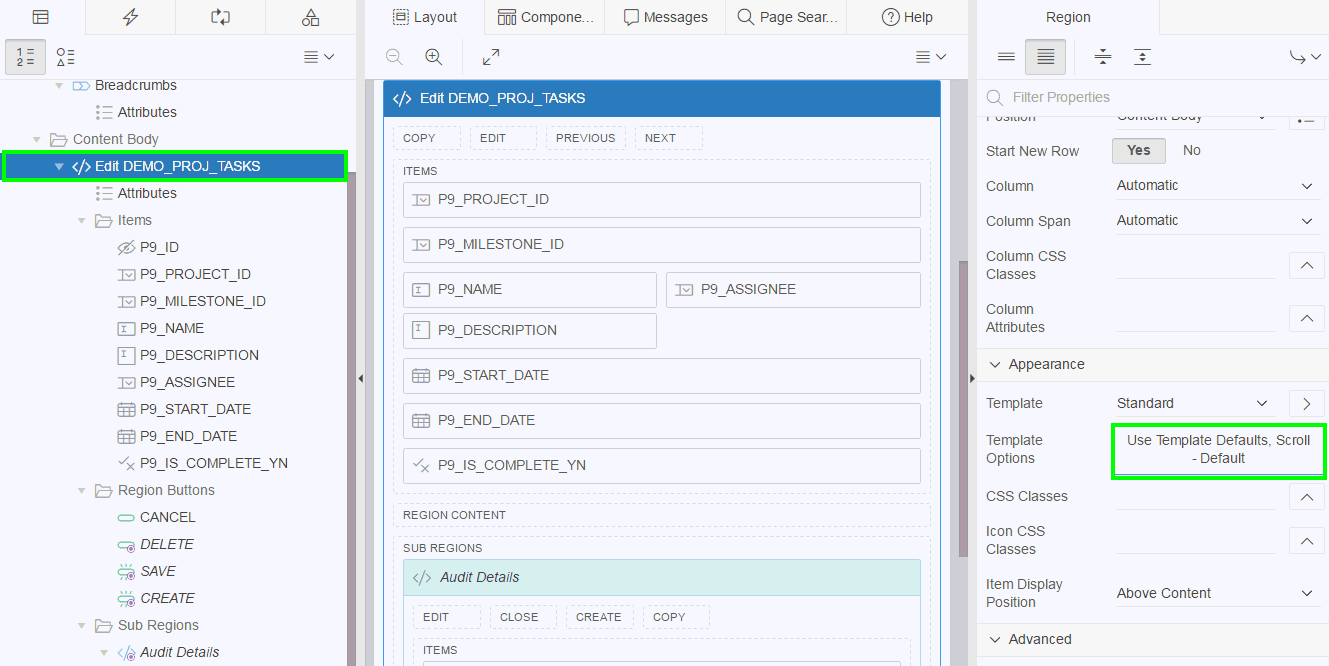 Layout
Compone...
Messages
Page Sear...
Help
Region
Breadcrumbs
Attributes
Content Body
Edit DEMO_PROJ_TASKS
Attributes
Items
P9_ID
P9_PROJECT_ID
P9_MILESTONE_ID
P9_NAME
P9_DESCRIPTION
P9_ASSIGNEE
P9_START_DATE
P9_END_DATE
P9_IS_COMPLETE_YN
Region Buttons
CANCEL
DELETE
SAVE
CREATE
Sub Regions
Audit Details
Edit DEMO_PROJ_TASKS
COPY EDIT PREVIOUS NEXT
ITEMS
P9_PROJECT_ID
P9_MILESTONE_ID
P9_NAME P9_ASSIGNEE
P9_DESCRIPTION
P9_START_DATE
P9_END_DATE
P9_IS_COMPLETE_YN
REGION CONTENT
SUB REGIONS
Audit Details
EDIT CLOSE CREATE COPY
ITEMS
Filter Properties
Position Content Body
Start New Row Yes No
Column Automatic
Column Span Automatic
Column CSS
Classes
Column
Attributes
Appearance
Template Standard
Template
Options
Use Template Defaults, Scroll
- Default
CSS Classes
Icon CSS
Classes
Item Display
Position
Above Content
Advanced